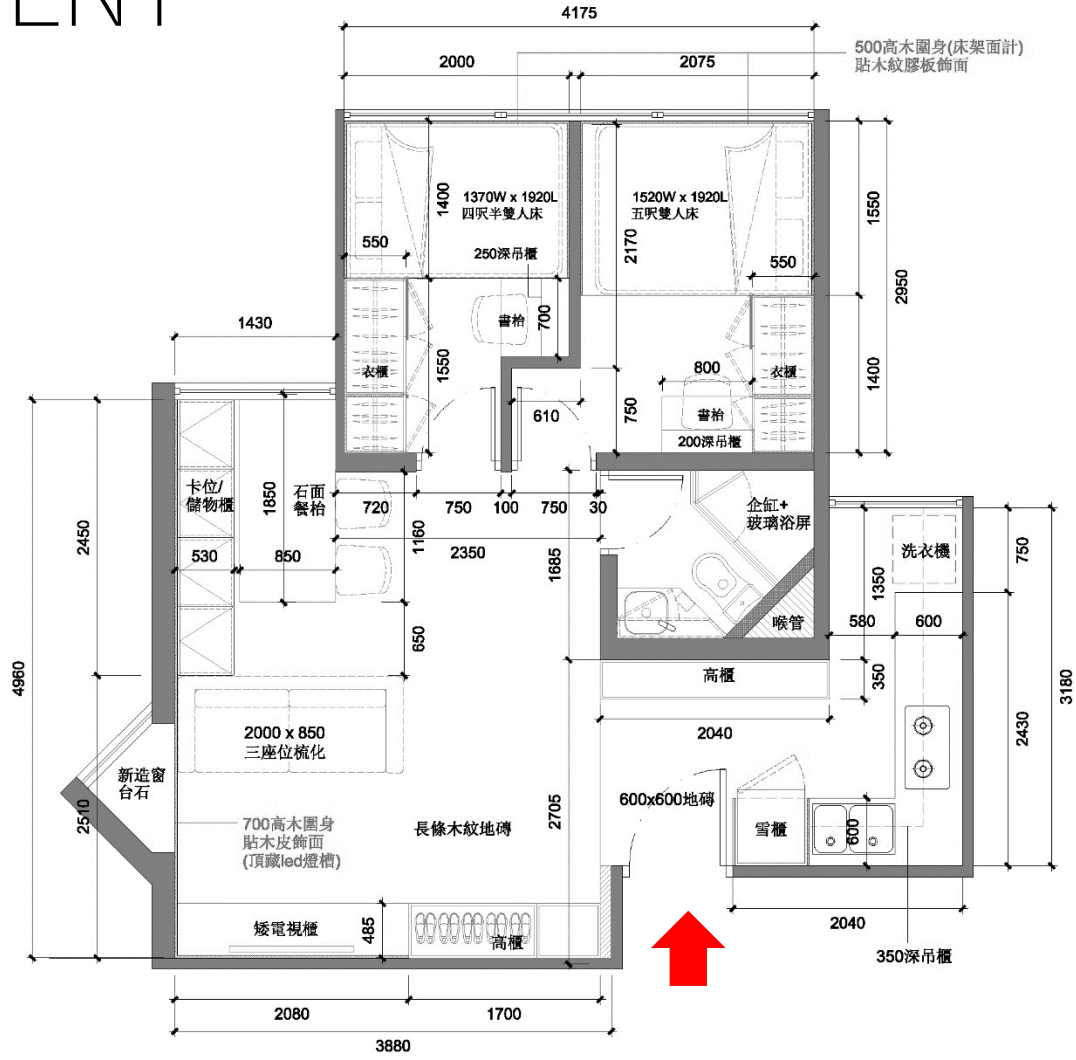 ENT
4175
500高木圍身(床架面計)
貼木紋膠板飾面
2000
2075
1370W x 1920L
四呎半雙人床
1520W x 1920L
五呎雙人床
1400
550
250深吊櫃
2170
550
1550
2950
書枱
700
1430
衣櫃
1550
800
衣櫃
1400
610
750
書枱
200深吊櫃
卡位/
儲物櫃
1850
石面
餐枱
720
750
100
750
30
企缸+
玻璃浴屏
2450
530
850
1160
2350
1685
洗衣機
750
1350
580
600
喉管
4960
650
高櫃
350
3180
2000 x 850
三座位梳化
2040
2430
新造窗
台石
2510
600x600地磚
700高木圍身
貼木皮飾面
(頂藏led燈槽)
長條木紋地磚
2705
雪櫃
600
矮電視櫃
485
高櫃
2040
350深吊櫃
2080
1700
3880